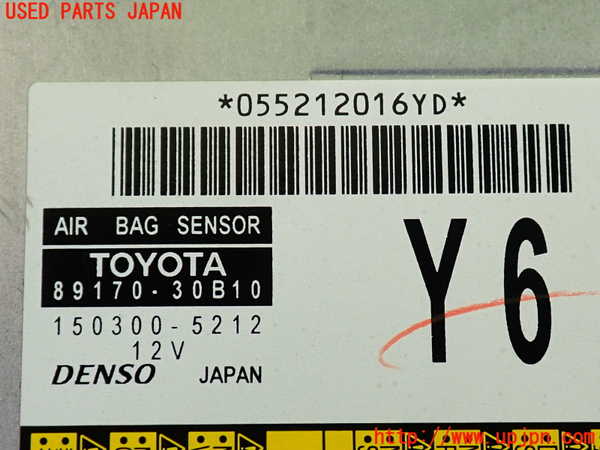 USED PARTS JAPAN
*055212016YD*
AIR BAG SENSOR
TOYOTA
89170-30B10
150300-5212
12V
DENSO JAPAN
Y6
http://www.upjpn.com